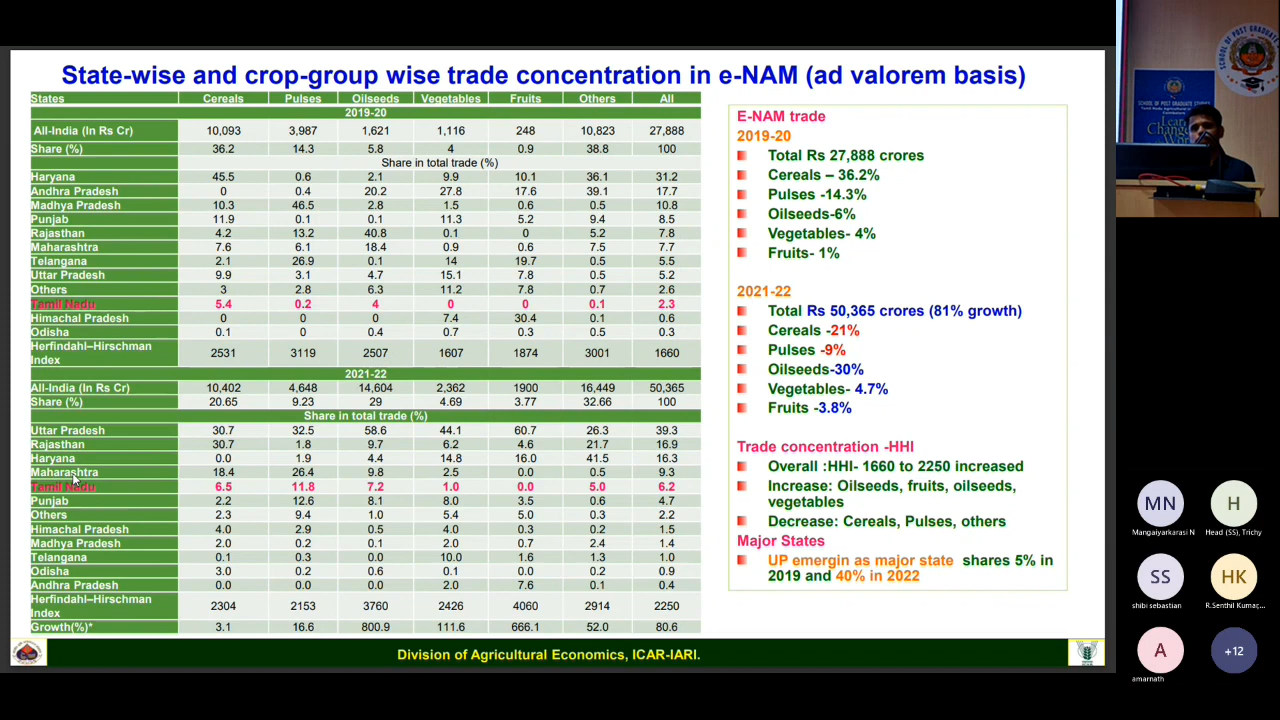 State-wise and crop-group wise trade concentration in e-NAM (ad valorem basis)
States Cereals Pulses Oilseeds Vegetables Fruits Others All
2019-20
All-India (In Rs Cr) 10,093 3,987 1,621 1,116 248 10,823 27,888
Share (%) 36.2 14.3 5.8 4 0.9 38.8 100
Share in total trade (%)
Haryana 45.5 0.6 2.1 9.9 10.1 36.1 31.2
Andhra Pradesh 0 0.4 20.2 27.8 17.6 39.1 17.7
Madhya Pradesh 10.3 46.5 2.8 1.5 0.6 0.5 10.8
Punjab 11.9 0.1 0.1 11.3 5.2 9.4 8.5
Rajasthan 4.2 13.2 40.8 0.1 0 5.2 7.8
Maharashtra 7.6 6.1 18.4 0.9 0.6 7.5 7.7
Telangana 2.1 26.9 0.1 14 19.7 0.5 5.5
Uttar Pradesh 9.9 3.1 4.7 15.1 7.8 0.5 5.2
Others 3 2.8 6.3 11.2 7.8 0.7 2.6
Tamil Nadu 5.4 0.2 4 0 0 0.1 2.3
Himachal Pradesh 0 0 0 7.4 30.4 0.1 0.6
Odisha 0.1 0 0.4 0.7 0.3 0.5 0.3
Herfindahl–Hirschman
Index 2531 3119 2507 1607 1874 3001 1660
2021-22
All-India (In Rs Cr) 10,402 4,648 14,604 2,362 1900 16,449 50,365
Share (%) 20.65 9.23 29 4.69 3.77 32.66 100
Share in total trade (%)
Uttar Pradesh 30.7 32.5 58.6 44.1 60.7 26.3 39.3
Rajasthan 30.7 1.8 9.7 6.2 4.6 21.7 16.9
Haryana 0.0 1.9 4.4 14.8 16.0 41.5 16.3
Maharashtra 18.4 26.4 9.8 2.5 0.0 0.5 9.3
Tamil Nadu 6.5 11.8 7.2 1.0 0.0 5.0 6.2
Punjab 2.2 12.6 8.1 8.0 3.5 0.6 4.7
Others 2.3 9.4 1.0 5.4 5.0 0.3 2.2
Himachal Pradesh 4.0 2.9 0.5 4.0 0.3 0.2 1.5
Madhya Pradesh 2.0 0.2 0.1 2.0 0.7 2.4 1.4
Telangana 0.1 0.3 0.0 10.0 1.6 1.3 1.0
Odisha 3.0 0.2 0.6 0.1 0.0 0.2 0.9
Andhra Pradesh 0.0 0.0 0.0 2.0 7.6 0.1 0.4
Herfindahl–Hirschman
Index 2304 2153 3760 2426 4060 2914 2250
Growth(%)* 3.1 16.6 800.9 111.6 666.1 52.0 80.6
E-NAM trade
2019-20
Total Rs 27,888 crores
Cereals – 36.2%
Pulses -14.3%
Oilseeds-6%
Vegetables- 4%
Fruits- 1%
2021-22
Total Rs 50,365 crores (81% growth)
Cereals -21%
Pulses -9%
Oilseeds-30%
Vegetables- 4.7%
Fruits -3.8%
Trade concentration -HHI
Overall :HHI- 1660 to 2250 increased
Increase: Oilseeds, fruits, oilseeds,
vegetables
Decrease: Cereals, Pulses, others
Major States
UP emergin as major state shares 5% in
2019 and 40% in 2022
Division of Agricultural Economics, ICAR-IARI.
SCHOOL OF POST GRADUATE
SCHOOL OF POST GRADUATE STUDIES
Change
MN
Mangaiyarkarasi N
H
Head (SS), Trichy
SS
shibi sebastian
HK
R.Senthil Kumar,...
A
amarnath
+12